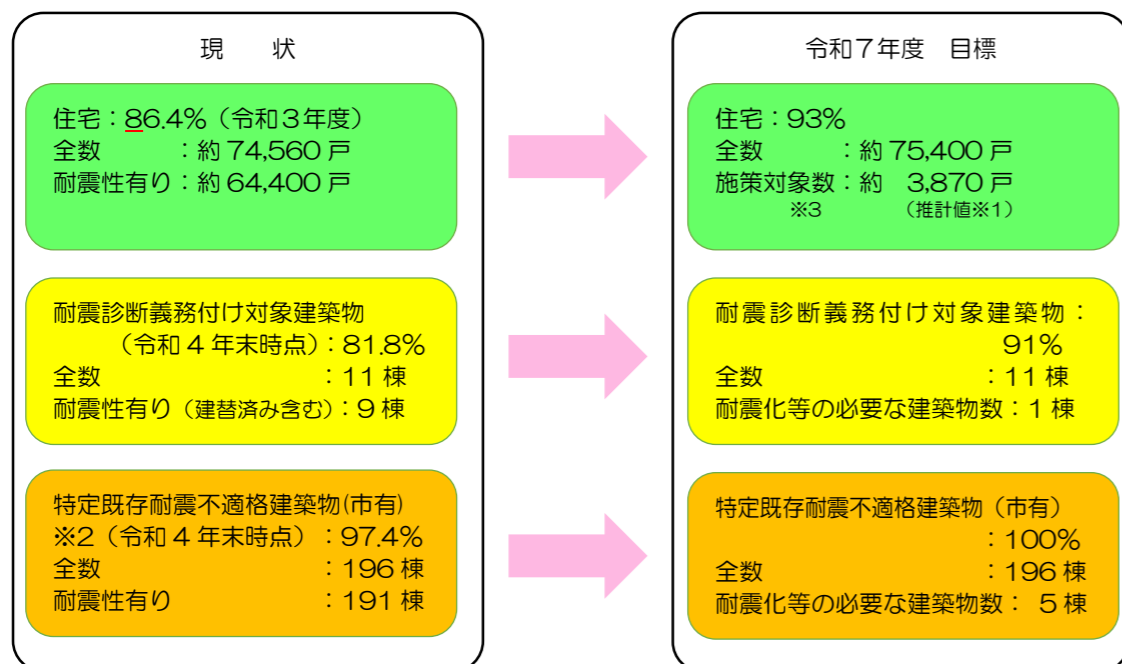 現　状
住宅：86.4%（令和3年度）
全数　　　：約 74,560 戸
耐震性有り：約 64,400 戸
耐震診断義務付け対象建築物
（令和 4 年末時点）：81.8%
全数　　　　　　　　：11 棟
耐震性有り（建替済み含む）：9 棟
特定既存耐震不適格建築物(市有)
※2（令和 4 年末時点）：97.4%
全数　　　　　　　　：196 棟
耐震性有り　　　　　：191 棟
令和7年度　目標
住宅：93%
全数　　　：約 75,400 戸
施策対象数：約　3,870 戸
※3　　　（推計値※1）
耐震診断義務付け対象建築物：
91%
全数　　　　　　　　：11 棟
耐震化等の必要な建築物数：1 棟
特定既存耐震不適格建築物（市有）
：100%
全数　　　　　　　　：196 棟
耐震化等の必要な建築物数：　5 棟